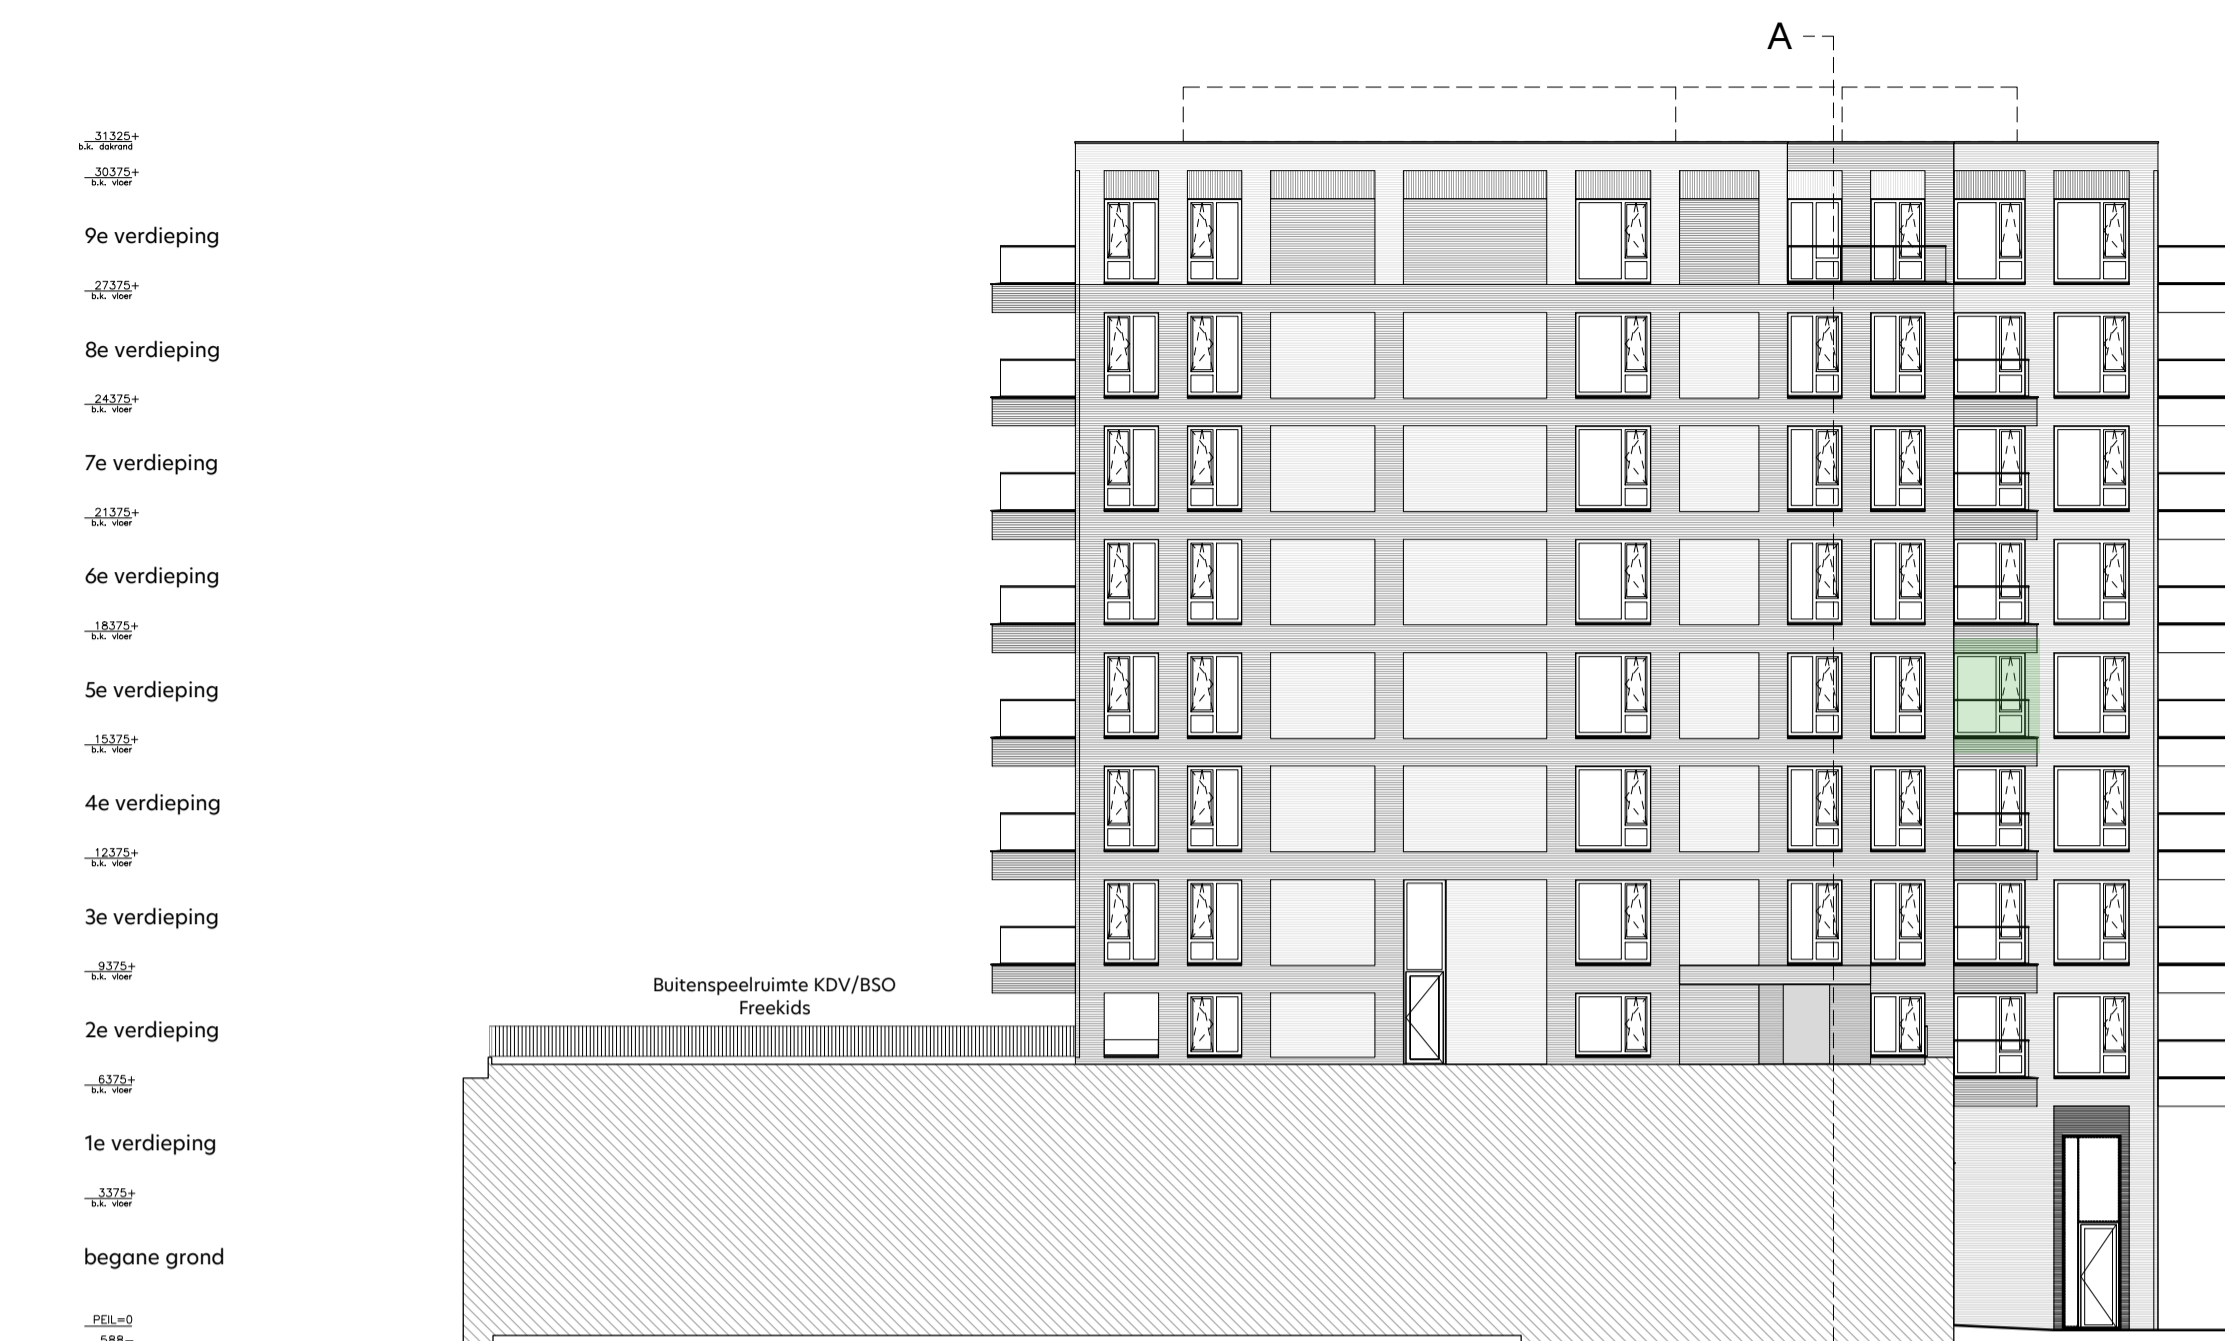 A
31325+
b.k. dakrand
30375+
b.k. vloer
9e verdieping
27375+
b.k. vloer
8e verdieping
24375+
b.k. vloer
7e verdieping
21375+
b.k. vloer
6e verdieping
18375+
b.k. vloer
5e verdieping
15375+
b.k. vloer
4e verdieping
12375+
b.k. vloer
3e verdieping
9375+
b.k. vloer
Buitenspeelruimte KDV/BSO
Freekids
2e verdieping
6375+
b.k. vloer
1e verdieping
3375+
b.k. vloer
begane grond
PEIL=0
588-